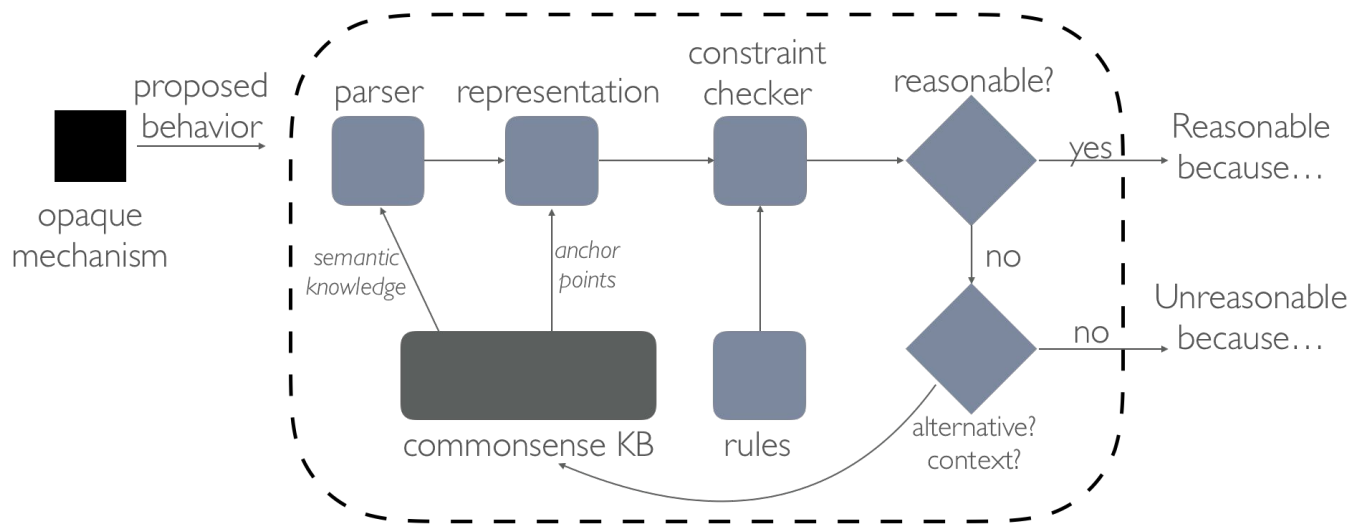 proposed
behavior
opaque
mechanism
parser
representation
constraint
checker
reasonable?
yes
Reasonable
because…
semantic
knowledge
anchor
points
no
no
Unreasonable
because…
commonsense KB
rules
alternative?
context?